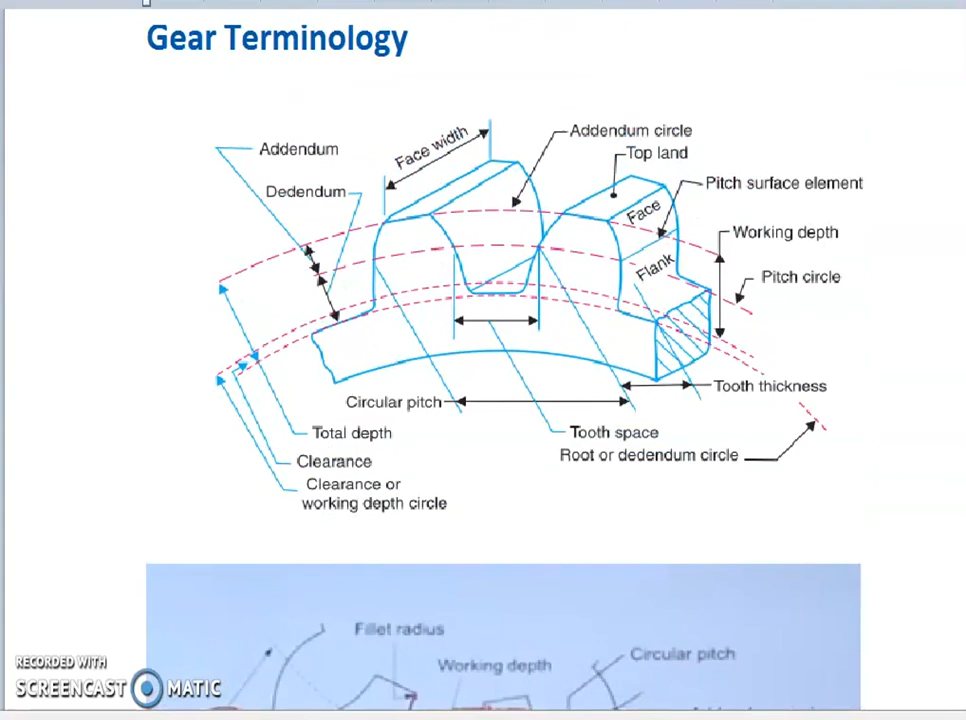 Gear Terminology
Addendum
Dedendum
Face width
Addendum circle
Top land
Pitch surface element
Face
Working depth
Flank
Pitch circle
Tooth thickness
Circular pitch
Total depth
Tooth space
Root or dedendum circle
Clearance
Clearance or
working depth circle
Fillet radius
Working depth
Circular pitch
RECORDED WITH
SCREENCAST MATIC